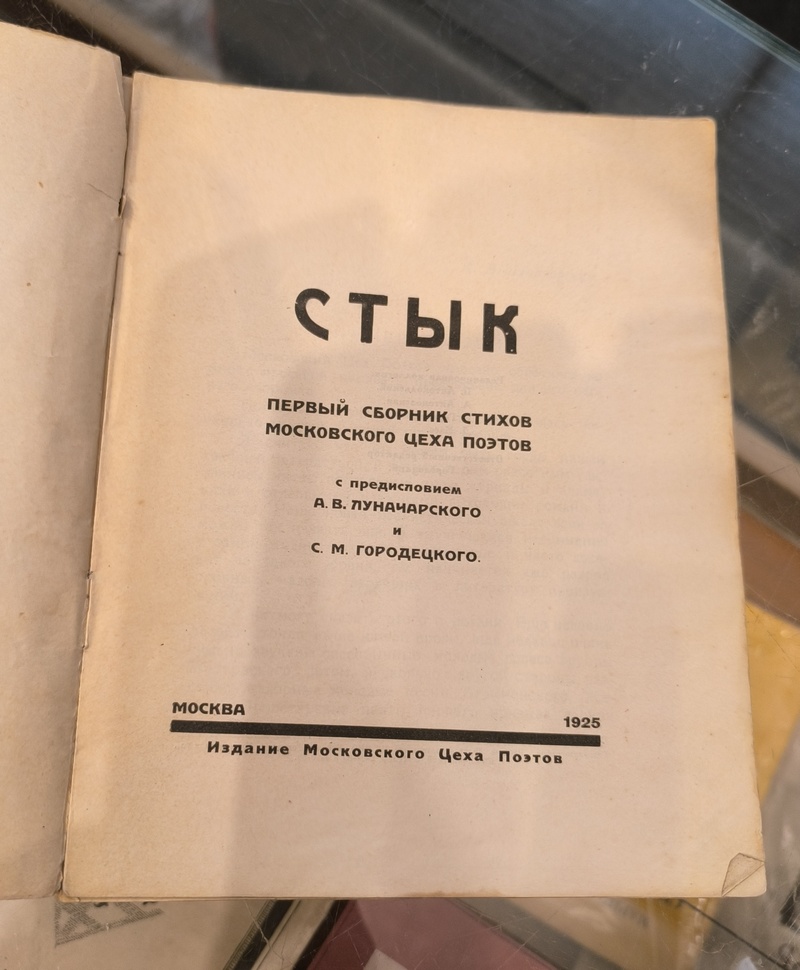 СТЫК
ПЕРВЫЙ СБОРНИК СТИХОВ
МОСКОВСКОГО ЦЕХА ПОЭТОВ
с предисловием
А. В. ЛУНАЧАРСКОГО
и
С. М. ГОРОДЕЦКОГО.
МОСКВА 1925
Издание Московского Цеха Поэтов